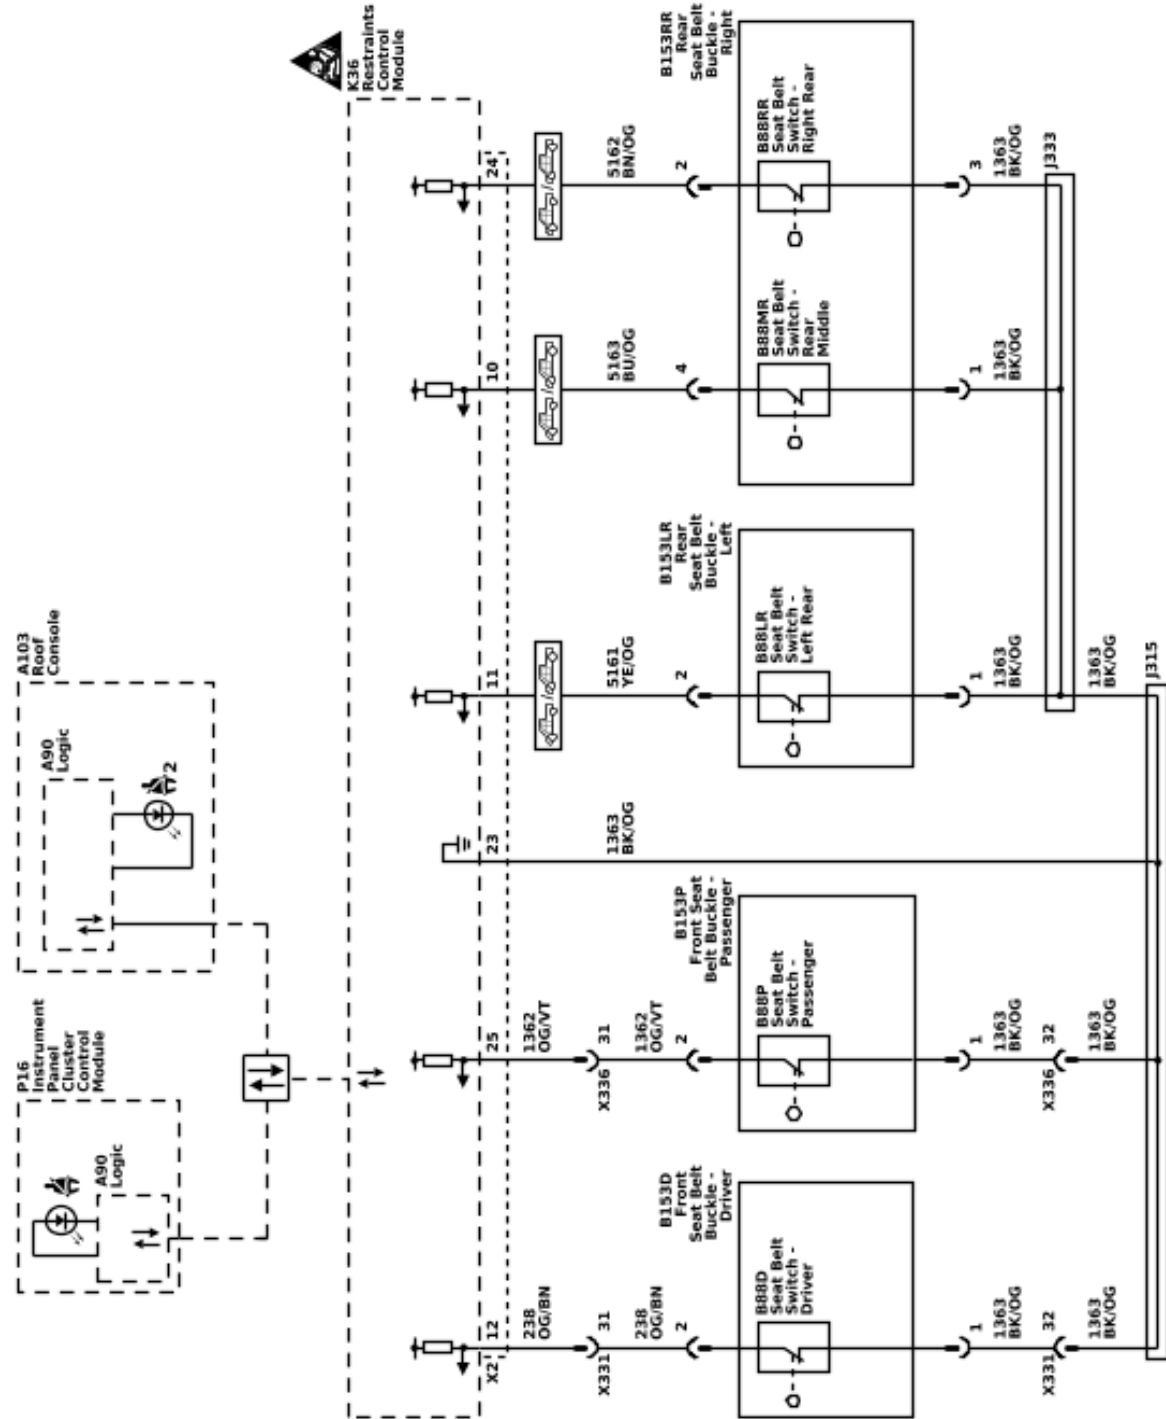 P16
Instrument
Panel
Cluster
Control
Module
A90
Logic
A103
Roof
Console
A90
Logic
2
K36
Restraints
Control
Module
X2
12
25
23
11
10
24
238
OG/BN
X331
31
238
OG/BN
2
B153D
Front
Seat Belt
Buckle -
Driver
B88D
Seat Belt
Switch -
Driver
1
1363
BK/OG
X331
32
1363
BK/OG
1362
OG/VT
X336
31
1362
OG/VT
2
B153P
Front Seat
Belt Buckle -
Passenger
B88P
Seat Belt
Switch -
Passenger
1
1363
BK/OG
X336
32
1363
BK/OG
1363
BK/OG
5161
YE/OG
2
B153LR
Rear
Seat Belt
Buckle -
Left
B88LR
Seat Belt
Switch -
Left Rear
1
1363
BK/OG
1363
BK/OG
J315
5163
BU/OG
4
B88MR
Seat Belt
Switch -
Rear
Middle
1
1363
BK/OG
5162
BN/OG
2
B153RR
Rear
Seat Belt
Buckle -
Right
B88RR
Seat Belt
Switch -
Right Rear
3
1363
BK/OG
J333